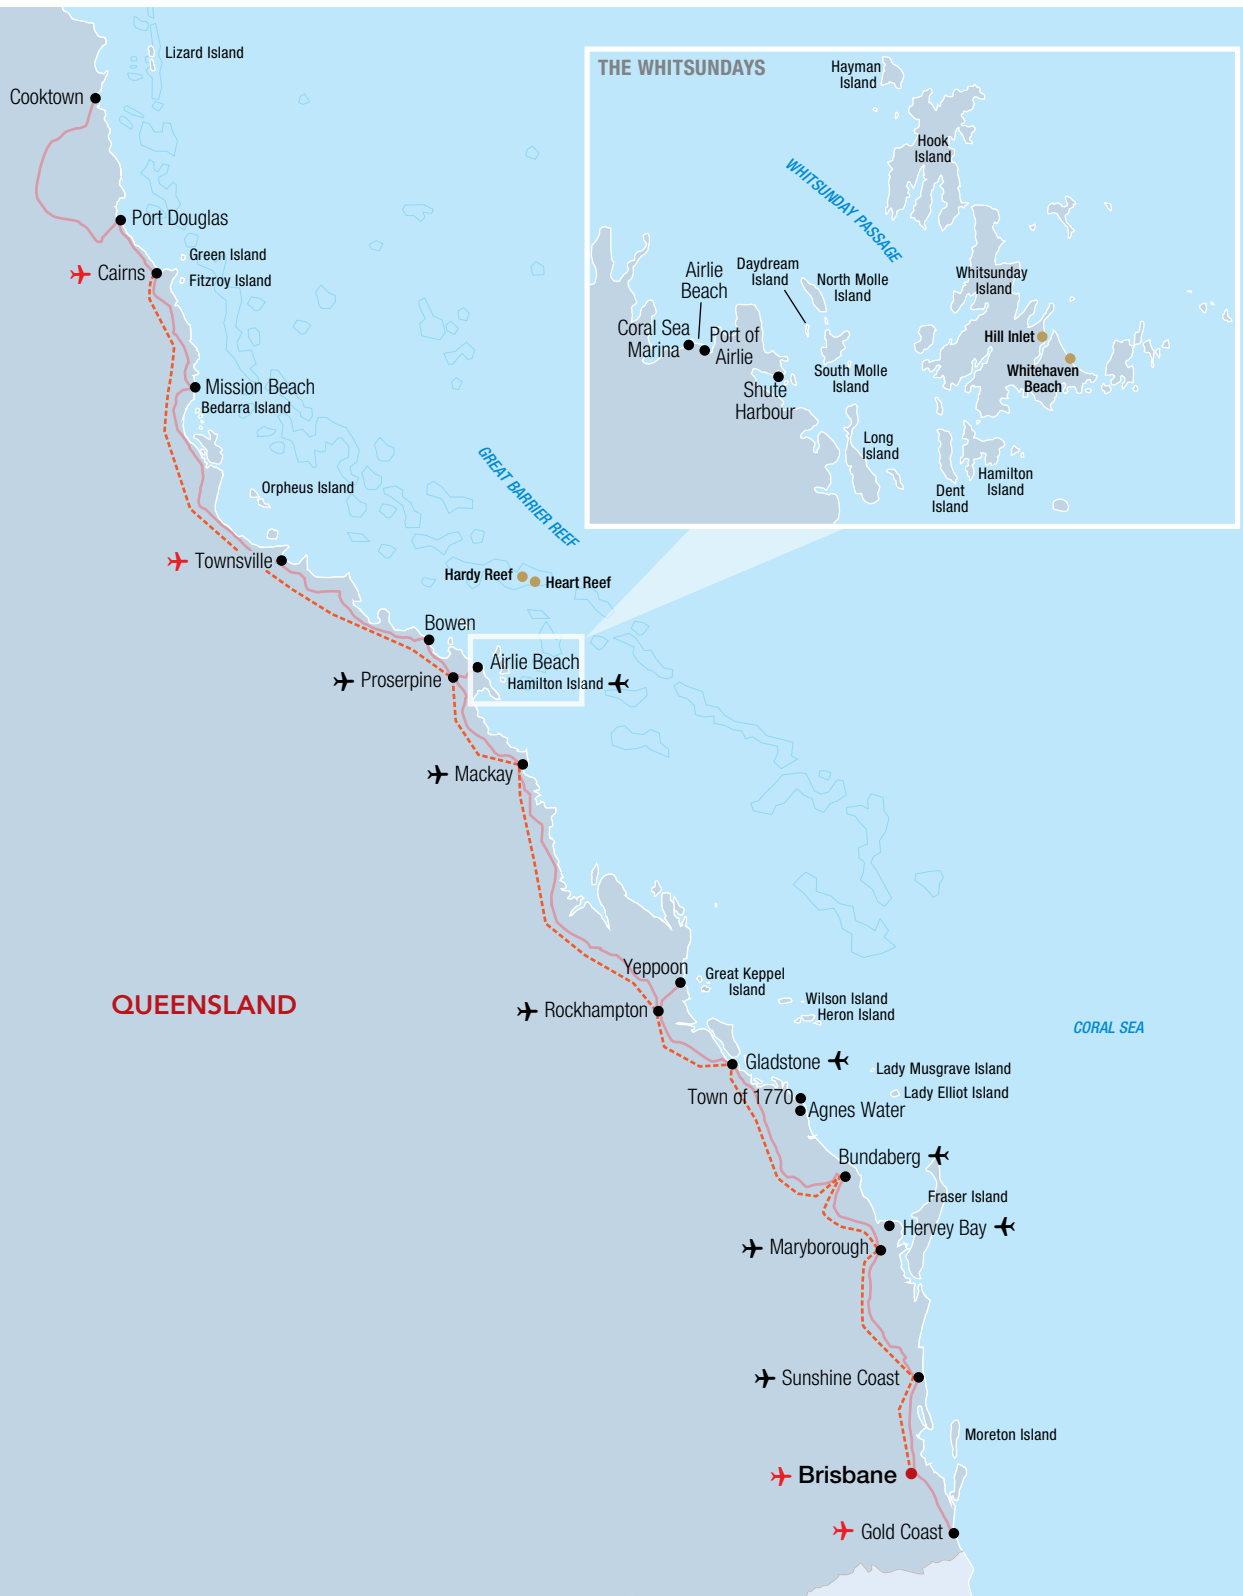 Lizard Island
Cooktown
Port Douglas
Green Island
Cairns
Fitzroy Island
Mission Beach
Bedarra Island
Orpheus Island
GREAT BARRIER REEF
Townsville
Hardy Reef
Heart Reef
Bowen
Airlie Beach
Proserpine
Hamilton Island
Mackay
THE WHITSUNDAYS
Hayman
Island
Hook
Island
WHITSUNDAY PASSAGE
Daydream
Island
North Molle
Island
Whitsunday
Island
Airlie
Beach
Coral Sea
Marina
Port of
Airlie
Hill Inlet
Whitehaven
Beach
South Molle
Island
Shute
Harbour
Long
Island
Hamilton
Island
Dent
Island
Yeppoon
Great Keppel
Island
QUEENSLAND
Rockhampton
Wilson Island
Heron Island
CORAL SEA
Gladstone
Lady Musgrave Island
Town of 1770
Lady Elliot Island
Agnes Water
Bundaberg
Fraser Island
Hervey Bay
Maryborough
Sunshine Coast
Moreton Island
Brisbane
Gold Coast